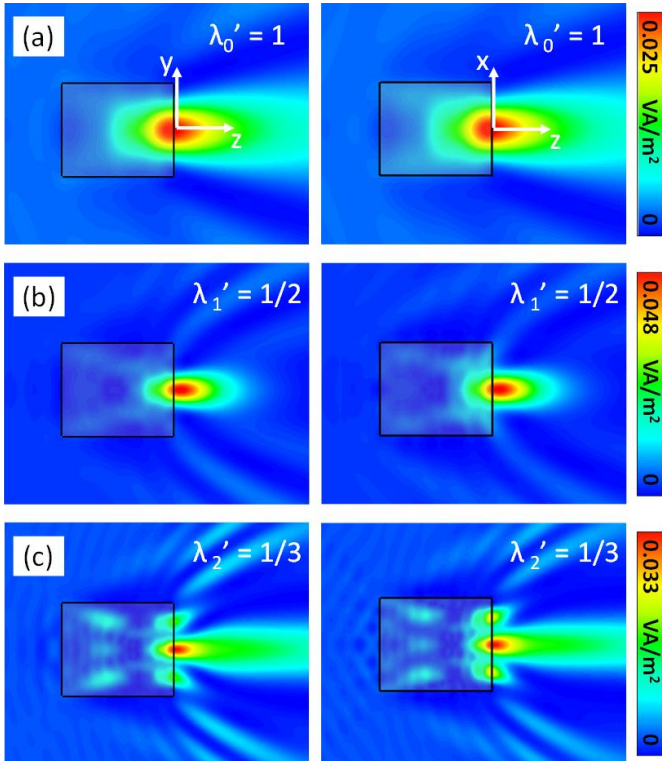 (a)
λ₀' = 1
y
z
λ₀' = 1
x
z
0.025
VA/m²
0
(b)
λ₁' = 1/2
λ₁' = 1/2
0.048
VA/m²
0
(c)
λ₂' = 1/3
λ₂' = 1/3
0.033
VA/m²
0